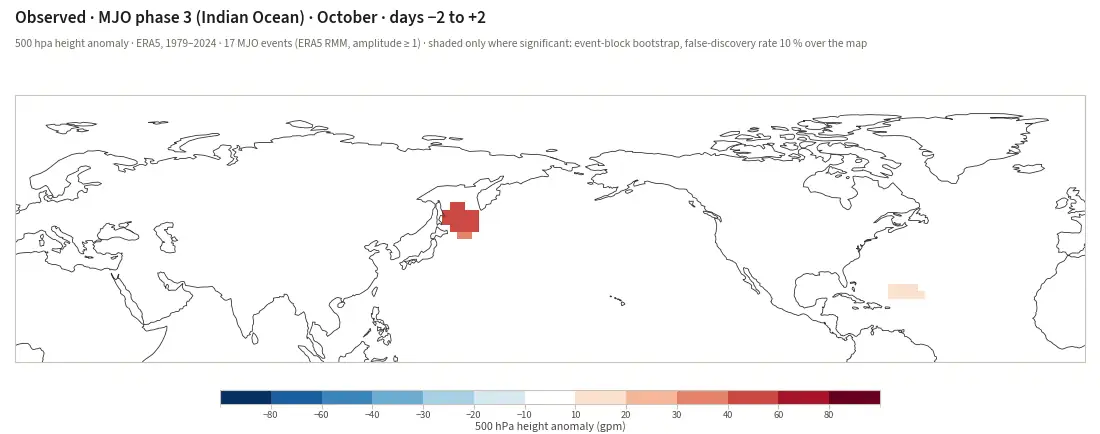 Observed · MJO phase 3 (Indian Ocean) · October · days −2 to +2
500 hpa height anomaly · ERA5, 1979–2024 · 17 MJO events (ERA5 RMM, amplitude ≥ 1) · shaded only where significant: event-block bootstrap, false-discovery rate 10 % over the map
−80 −60 −40 −30 −20 −10 10 20 30 40 60 80
500 hPa height anomaly (gpm)